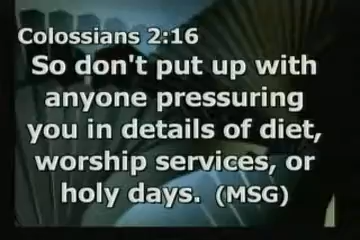 Colossians 2:16
So don't put up with
anyone pressuring
you in details of diet,
worship services, or
holy days. (MSG)